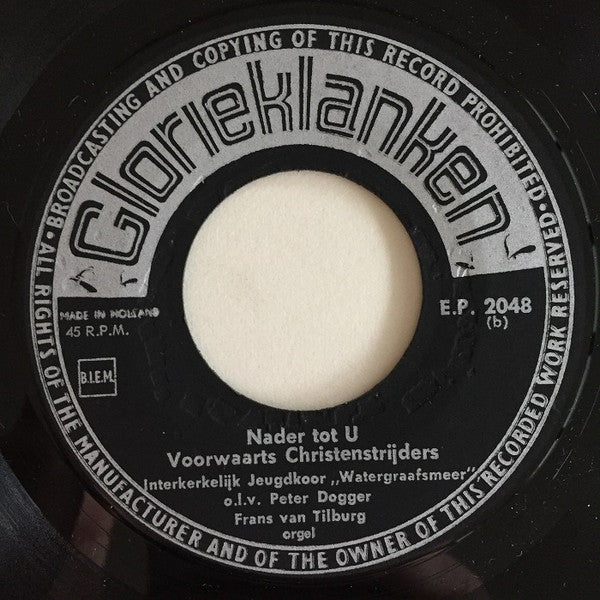 ALL RIGHTS OF THE MANUFACTURER AND OF THE OWNER OF THIS RECORDED WORK RESERVED · BROADCASTING AND COPYING OF THIS RECORD PROHIBITED ·
Glorieklanken
MADE IN HOLLAND
45 R.P.M.
E.P. 2048
(b)
B.I.E.M.
Nader tot U
Voorwaarts Christenstrijders
Interkerkelijk Jeugdkoor „Watergraafsmeer"
o.l.v. Peter Dogger
Frans van Tilburg
orgel